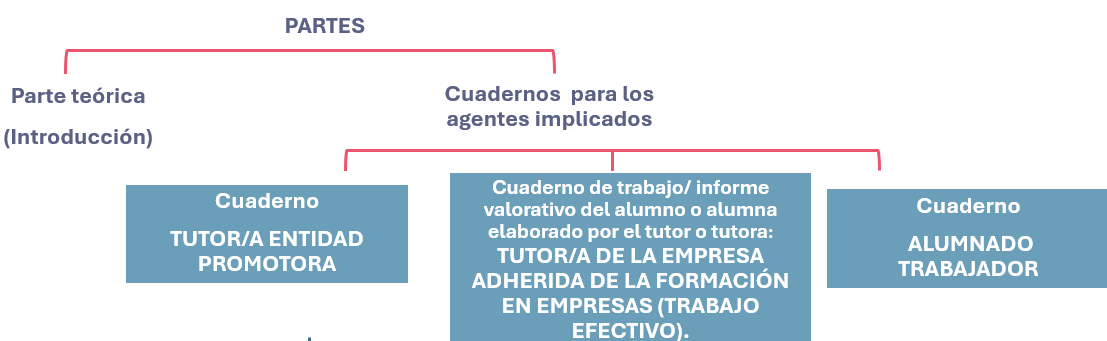 PARTES
Parte teórica
(Introducción)
Cuadernos para los
agentes implicados
Cuaderno
TUTOR/A ENTIDAD
PROMOTORA
Cuaderno de trabajo/ informe
valorativo del alumno o alumna
elaborado por el tutor o tutora:
TUTOR/A DE LA EMPRESA
ADHERIDA DE LA FORMACIÓN
EN EMPRESAS (TRABAJO
EFECTIVO).
Cuaderno
ALUMNADO
TRABAJADOR